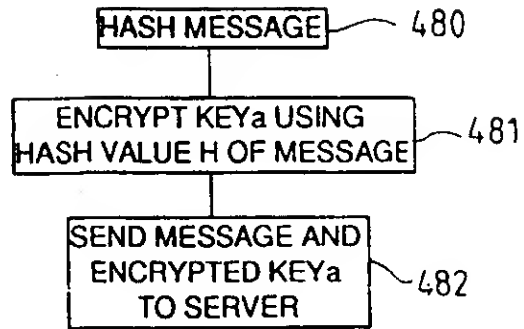 HASH MESSAGE
480
ENCRYPT KEYa USING
HASH VALUE H OF MESSAGE
481
SEND MESSAGE AND
ENCRYPTED KEYa
TO SERVER
482